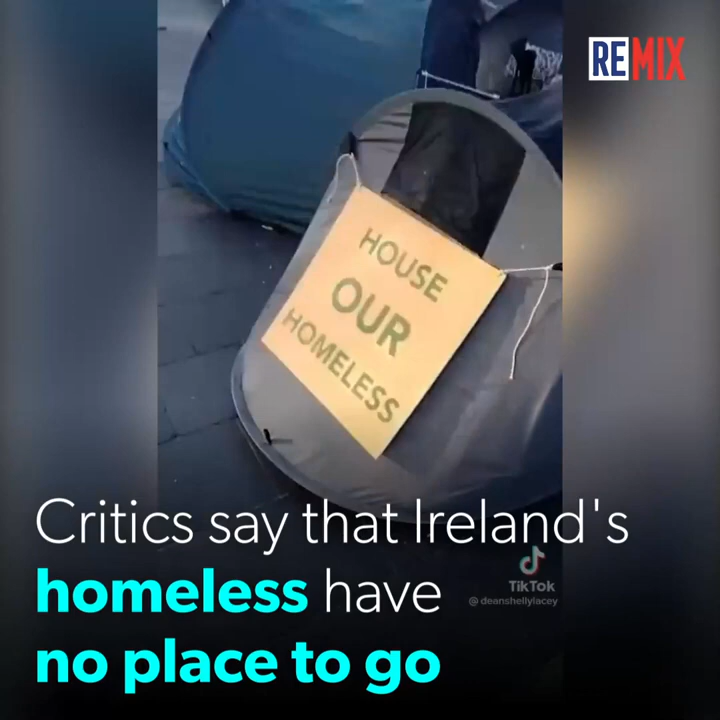 REMIX
HOUSE
OUR
HOMELESS
Critics say that Ireland's
homeless have
no place to go
TikTok
@deanshellylacey